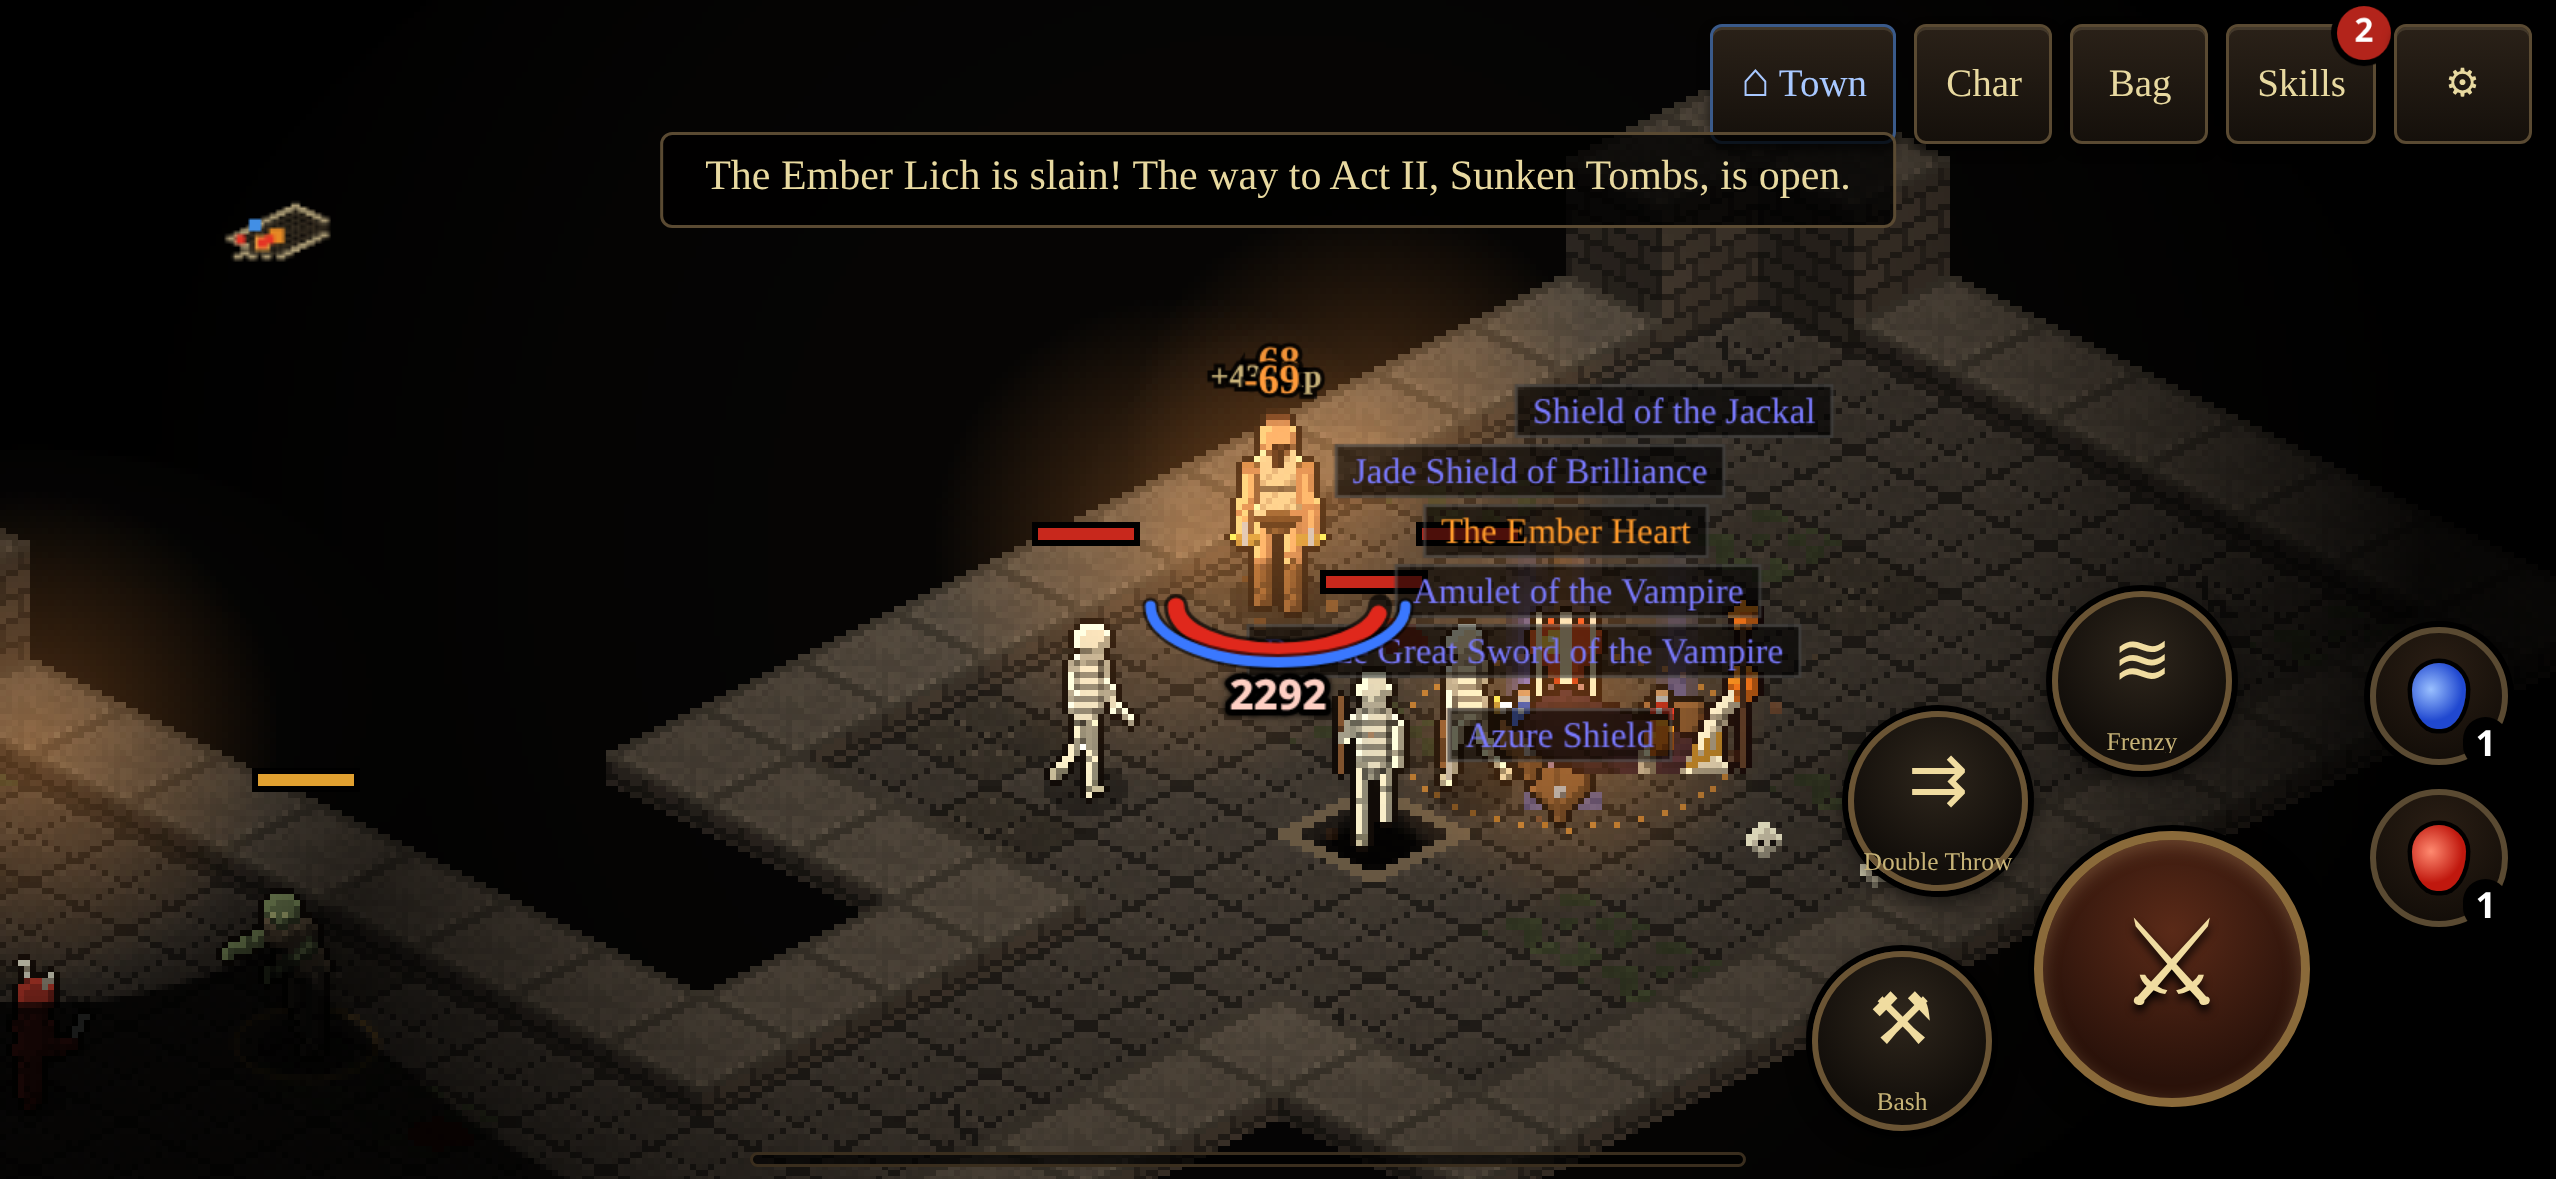 2
Town
Char
Bag
Skills
The Ember Lich is slain! The way to Act II, Sunken Tombs, is open.
68
-69
Shield of the Jackal
Jade Shield of Brilliance
The Ember Heart
Amulet of the Vampire
Great Sword of the Vampire
2292
Azure Shield
Frenzy
1
Double Throw
1
Bash